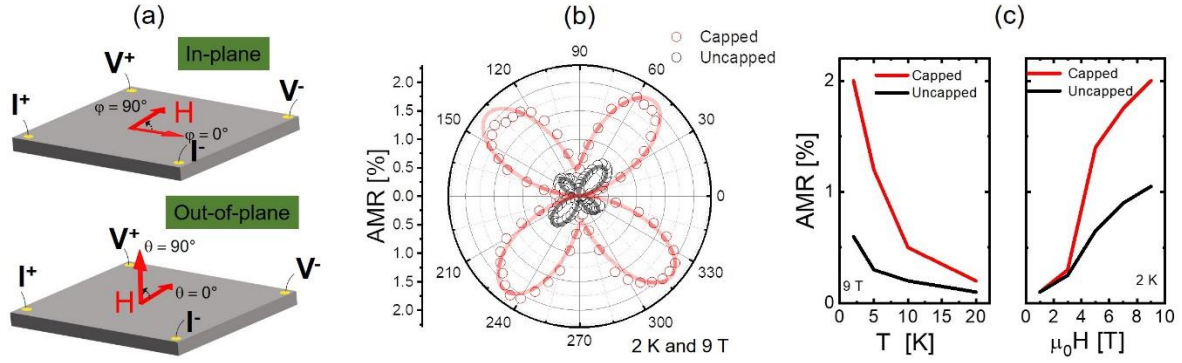 (a)
In-plane
V⁺
I⁺
φ = 90°
H
φ = 0°
I⁻
V⁻
Out-of-plane
V⁺
θ = 90°
I⁺
H
θ = 0°
I⁻
V⁻
(b)
Capped
Uncapped
AMR [%]
2.0
1.5
1.0
0.5
0.0
0.5
1.0
1.5
2.0
0
30
60
90
120
150
210
240
270
300
330
2 K and 9 T
(c)
AMR [%]
2
1
0
Capped
Uncapped
9 T
0 5 10 15 20
T [K]
Capped
Uncapped
2 K
0 2 4 6 8 10
μ₀H [T]